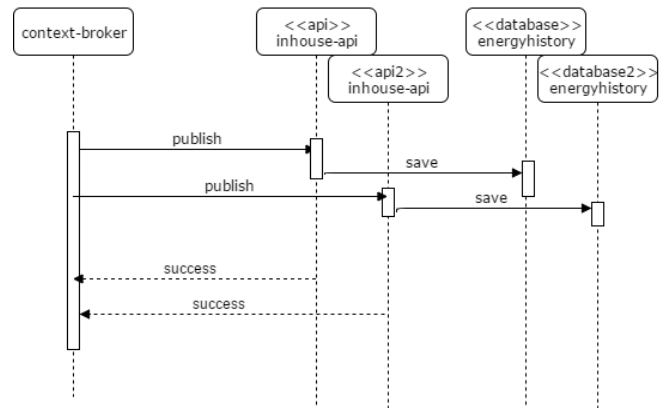 context-broker
<<api>>
inhouse-api
<<database>>
energyhistory
<<api2>>
inhouse-api
<<database2>>
energyhistory
publish
save
publish
save
success
success